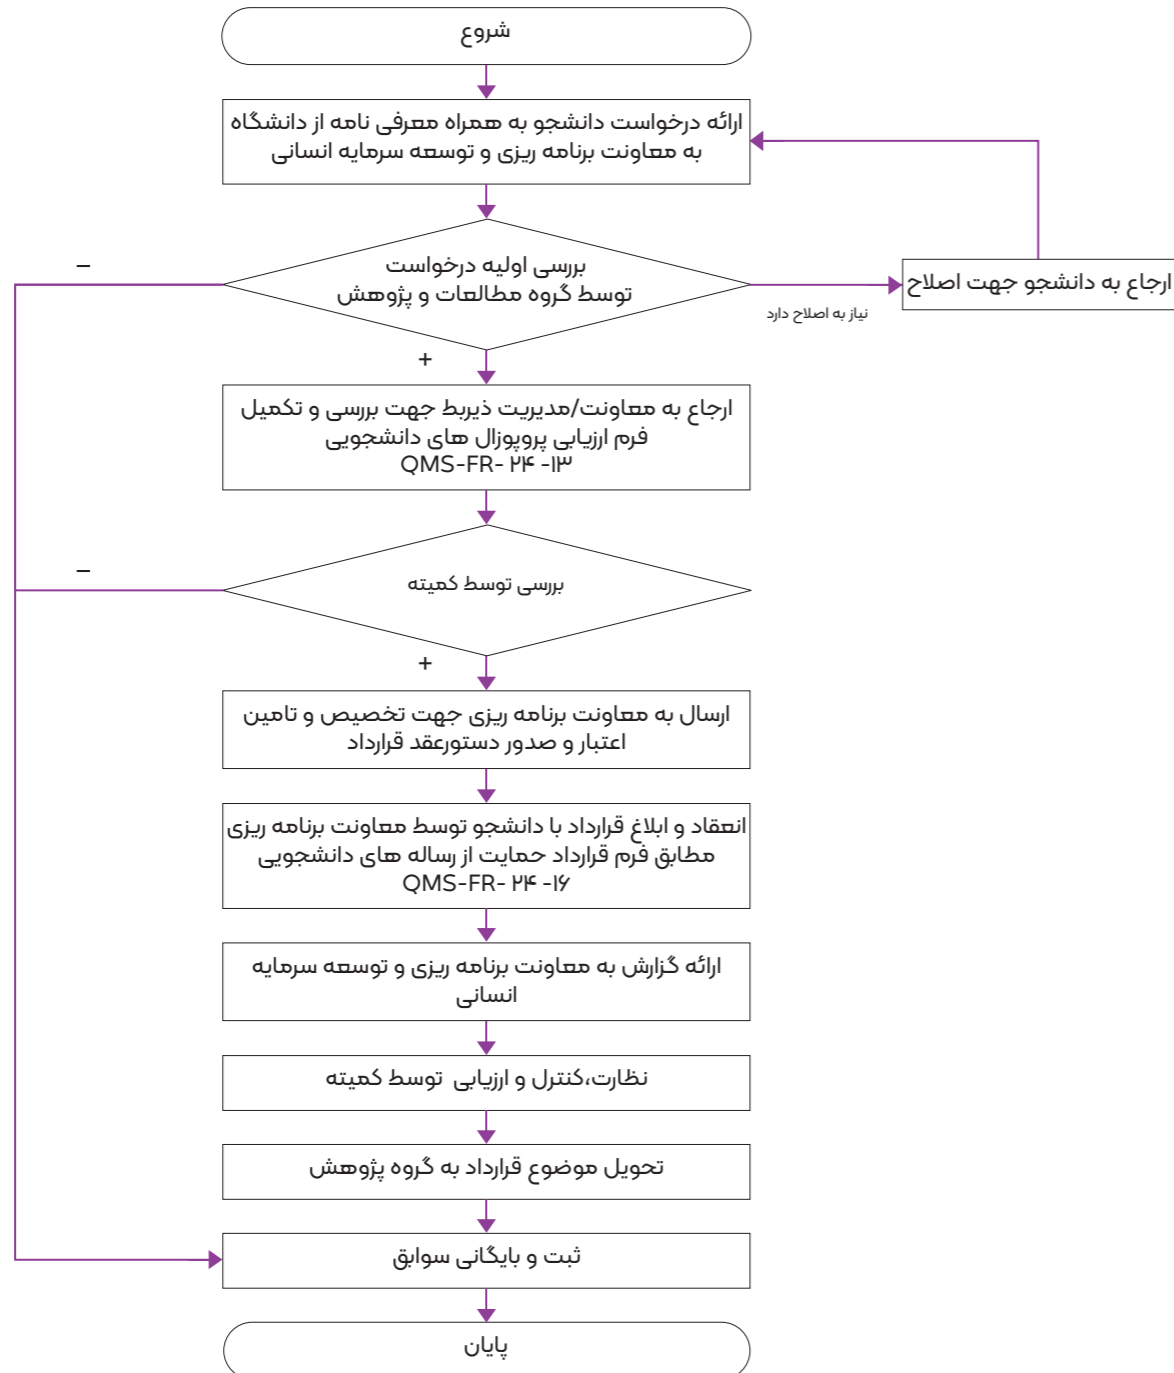 شروع
ارائه درخواست دانشجو به همراه معرفی نامه از دانشگاه
به معاونت برنامه ریزی و توسعه سرمایه انسانی
بررسی اولیه درخواست
توسط گروه مطالعات و پژوهش
–
نیاز به اصلاح دارد
ارجاع به دانشجو جهت اصلاح
+
ارجاع به معاونت/مدیریت ذیربط جهت بررسی و تکمیل
فرم ارزیابی پروپوزال های دانشجویی
QMS-FR- ۲۴ -۱۳
بررسی توسط کمیته
–
+
ارسال به معاونت برنامه ریزی جهت تخصیص و تامین
اعتبار و صدور دستورعقد قرارداد
انعقاد و ابلاغ قرارداد با دانشجو توسط معاونت برنامه ریزی
مطابق فرم قرارداد حمایت از رساله های دانشجویی
QMS-FR- ۲۴ -۱۶
ارائه گزارش به معاونت برنامه ریزی و توسعه سرمایه
انسانی
نظارت،کنترل و ارزیابی توسط کمیته
تحویل موضوع قرارداد به گروه پژوهش
ثبت و بایگانی سوابق
پایان